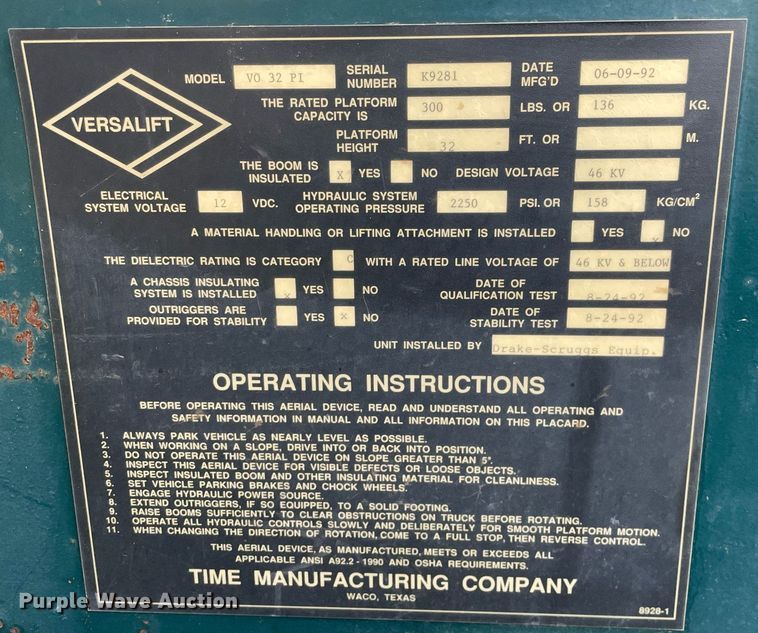 VERSALIFT
MODEL VO 32 PI SERIAL NUMBER K9281 DATE MFG'D 06-09-92
THE RATED PLATFORM CAPACITY IS 300 LBS. OR 136 KG.
PLATFORM HEIGHT 32 FT. OR M.
THE BOOM IS INSULATED X YES NO DESIGN VOLTAGE 46 KV
ELECTRICAL SYSTEM VOLTAGE 12 VDC. HYDRAULIC SYSTEM OPERATING PRESSURE 2250 PSI. OR 158 KG/CM²
A MATERIAL HANDLING OR LIFTING ATTACHMENT IS INSTALLED YES x NO
THE DIELECTRIC RATING IS CATEGORY C WITH A RATED LINE VOLTAGE OF 46 KV & BELOW
A CHASSIS INSULATING SYSTEM IS INSTALLED x YES NO DATE OF QUALIFICATION TEST 8-24-92
OUTRIGGERS ARE PROVIDED FOR STABILITY YES x NO DATE OF STABILITY TEST 8-24-92
UNIT INSTALLED BY Drake-Scruggs Equip.
OPERATING INSTRUCTIONS
BEFORE OPERATING THIS AERIAL DEVICE, READ AND UNDERSTAND ALL OPERATING AND
SAFETY INFORMATION IN MANUAL AND ALL INFORMATION ON THIS PLACARD.
1. ALWAYS PARK VEHICLE AS NEARLY LEVEL AS POSSIBLE.
2. WHEN WORKING ON A SLOPE, DRIVE INTO OR BACK INTO POSITION.
3. DO NOT OPERATE THIS AERIAL DEVICE ON SLOPE GREATER THAN 5°.
4. INSPECT THIS AERIAL DEVICE FOR VISIBLE DEFECTS OR LOOSE OBJECTS.
5. INSPECT INSULATED BOOM AND OTHER INSULATING MATERIAL FOR CLEANLINESS.
6. SET VEHICLE PARKING BRAKES AND CHOCK WHEELS.
7. ENGAGE HYDRAULIC POWER SOURCE.
8. EXTEND OUTRIGGERS, IF SO EQUIPPED, TO A SOLID FOOTING.
9. RAISE BOOMS SUFFICIENTLY TO CLEAR OBSTRUCTIONS ON TRUCK BEFORE ROTATING.
10. OPERATE ALL HYDRAULIC CONTROLS SLOWLY AND DELIBERATELY FOR SMOOTH PLATFORM MOTION.
11. WHEN CHANGING THE DIRECTION OF ROTATION, COME TO A FULL STOP, THEN REVERSE CONTROL.
THIS AERIAL DEVICE, AS MANUFACTURED, MEETS OR EXCEEDS ALL
APPLICABLE ANSI A92.2 - 1990 AND OSHA REQUIREMENTS.
TIME MANUFACTURING COMPANY
WACO, TEXAS
8928-1
Purple Wave Auction